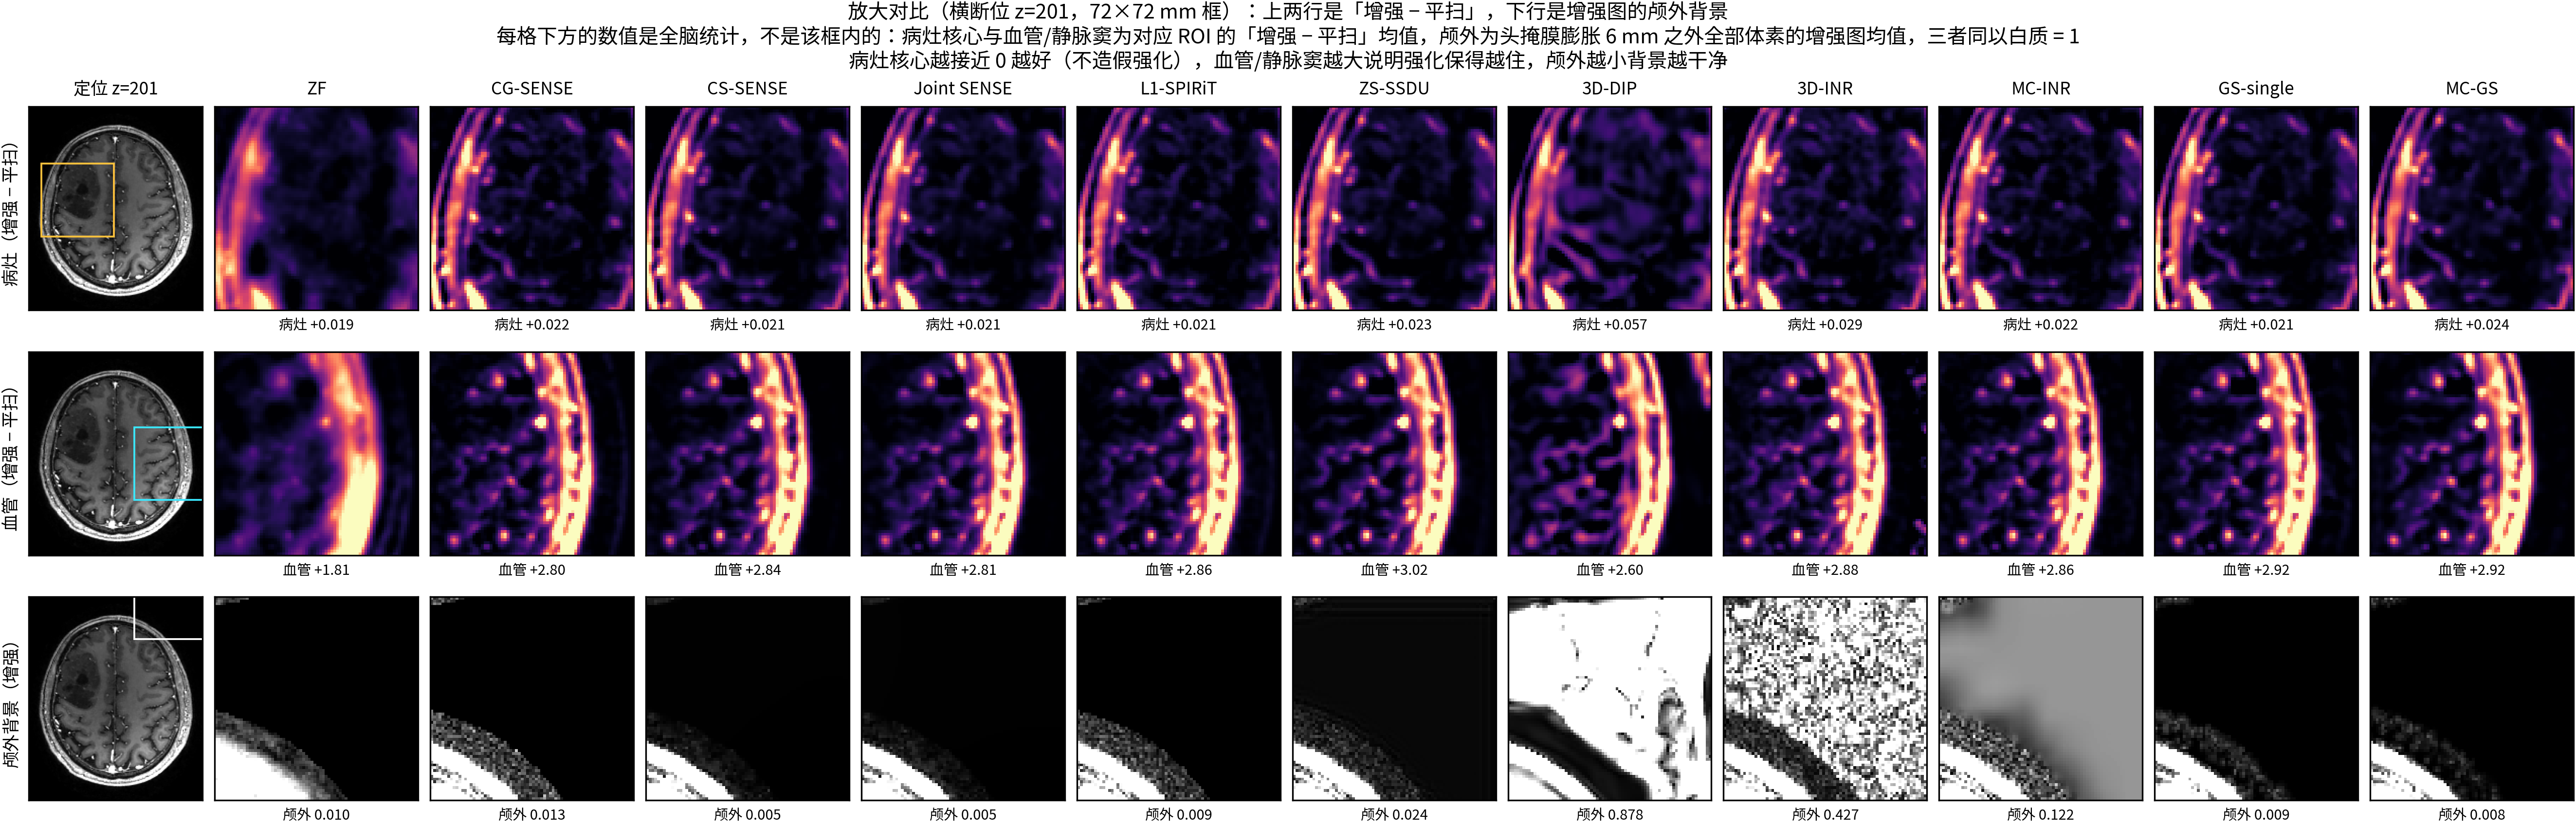 放大对比（横断位 z=201，72×72 mm 框）：上两行是「增强 − 平扫」，下行是增强图的颅外背景
每格下方的数值是全脑统计，不是该框内的：病灶核心与血管/静脉窦为对应 ROI 的「增强 − 平扫」均值，颅外为头掩膜膨胀 6 mm 之外全部体素的增强图均值，三者同以白质 = 1
病灶核心越接近 0 越好（不造假强化），血管/静脉窦越大说明强化保得越住，颅外越小背景越干净
定位 z=201 ZF CG-SENSE CS-SENSE Joint SENSE L1-SPIRiT ZS-SSDU 3D-DIP 3D-INR MC-INR GS-single MC-GS
病灶（增强 − 平扫）
病灶 +0.019 病灶 +0.022 病灶 +0.021 病灶 +0.021 病灶 +0.021 病灶 +0.023 病灶 +0.057 病灶 +0.029 病灶 +0.022 病灶 +0.021 病灶 +0.024
血管（增强 − 平扫）
血管 +1.81 血管 +2.80 血管 +2.84 血管 +2.81 血管 +2.86 血管 +3.02 血管 +2.60 血管 +2.88 血管 +2.86 血管 +2.92 血管 +2.92
颅外背景（增强）
颅外 0.010 颅外 0.013 颅外 0.005 颅外 0.005 颅外 0.009 颅外 0.024 颅外 0.878 颅外 0.427 颅外 0.122 颅外 0.009 颅外 0.008